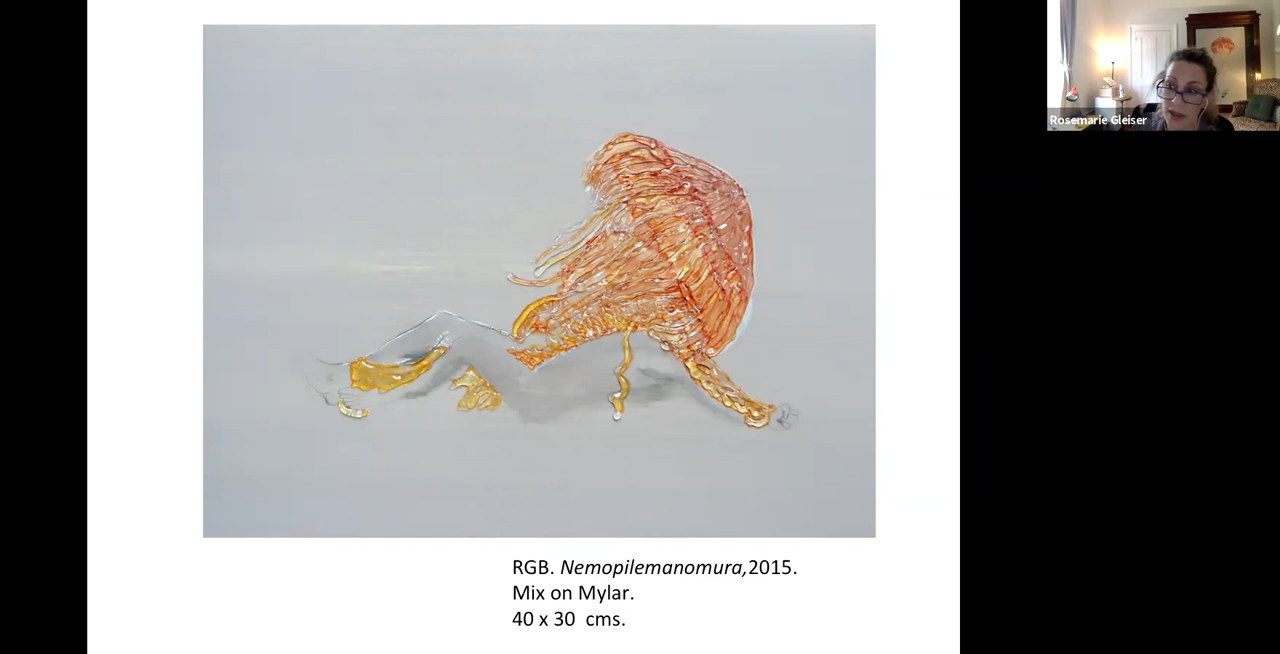 Rosemarie Gleiser
RGB. Nemopilemanomura,2015.
Mix on Mylar.
40 x 30  cms.